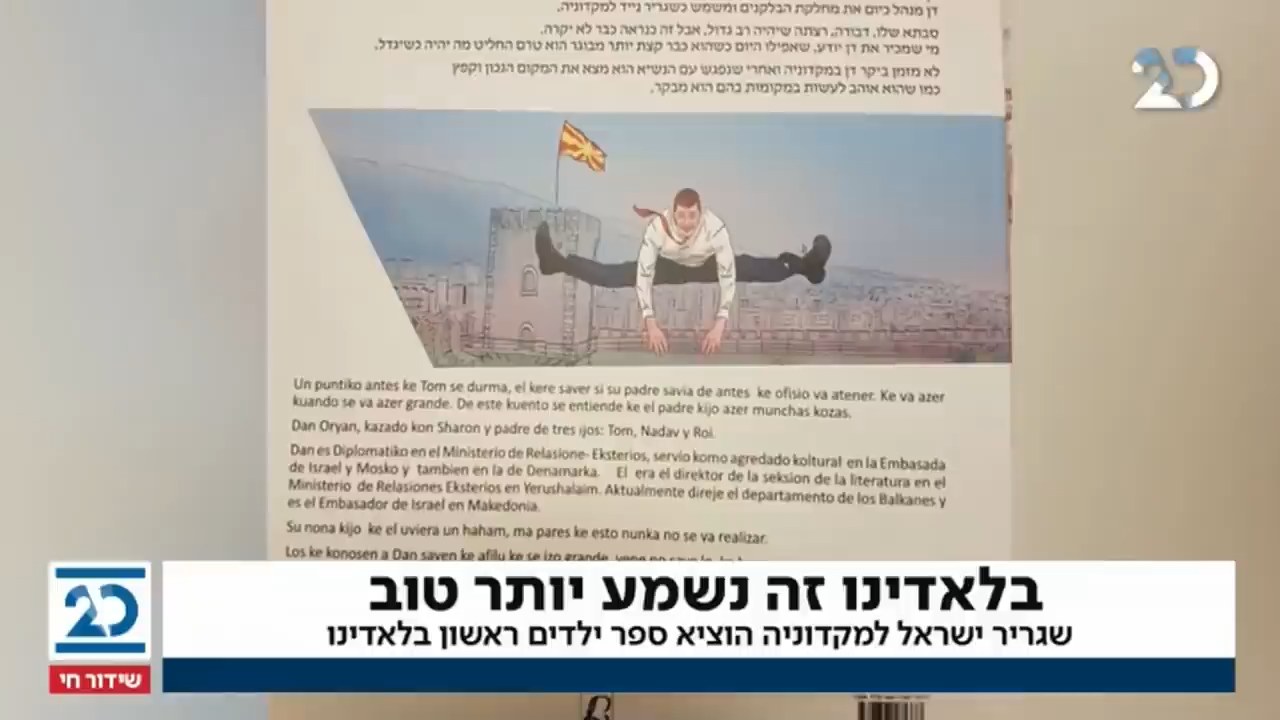 דן מנהל כיום את מחלקת הבלקנים ומשמש כשגריר נייד למקדוניה.
סבתא שלו, דבורה, רצתה שיהיה רב גדול, אבל זה כנראה כבר לא יקרה.
מי שמכיר את דן יודע, שאפילו היום כשהוא כבר קצת יותר מבוגר הוא טרם החליט מה יהיה כשיגדל.
לא מזמן ביקר דן במקדוניה ואחרי שנפגש עם הנשיא הוא מצא את המקום הנכון וקפץ
כמו שהוא אוהב לעשות במקומות בהם הוא מבקר.
20
Un puntiko antes ke Tom se durma, el kere saver si su padre savia de antes ke ofisio va atener. Ke va azer
kuando se va azer grande. De este kuento se entiende ke el padre kijo azer munchas kozas.
Dan Oryan, kazado kon Sharon y padre de tres ijos: Tom, Nadav y Roi.
Dan es Diplomatiko en el Ministerio de Relasione- Eksterios, servio komo agredado koltural en la Embasada
de Israel y Mosko y tambien en la de Denamarka. El era el direktor de la seksion de la literatura en el
Ministerio de Relasiones Eksterios en Yerushalaim. Aktualmente direje el departamento de los Balkanes y
es el Embasador de Israel en Makedonia.
Su nona kijo ke el uviera un haham, ma pares ke esto nunka no se va realizar.
Los ke konosen a Dan saven ke afilu ke se izo grande,
בלאדינו זה נשמע יותר טוב
שגריר ישראל למקדוניה הוציא ספר ילדים ראשון בלאדינו
20
שידור חי